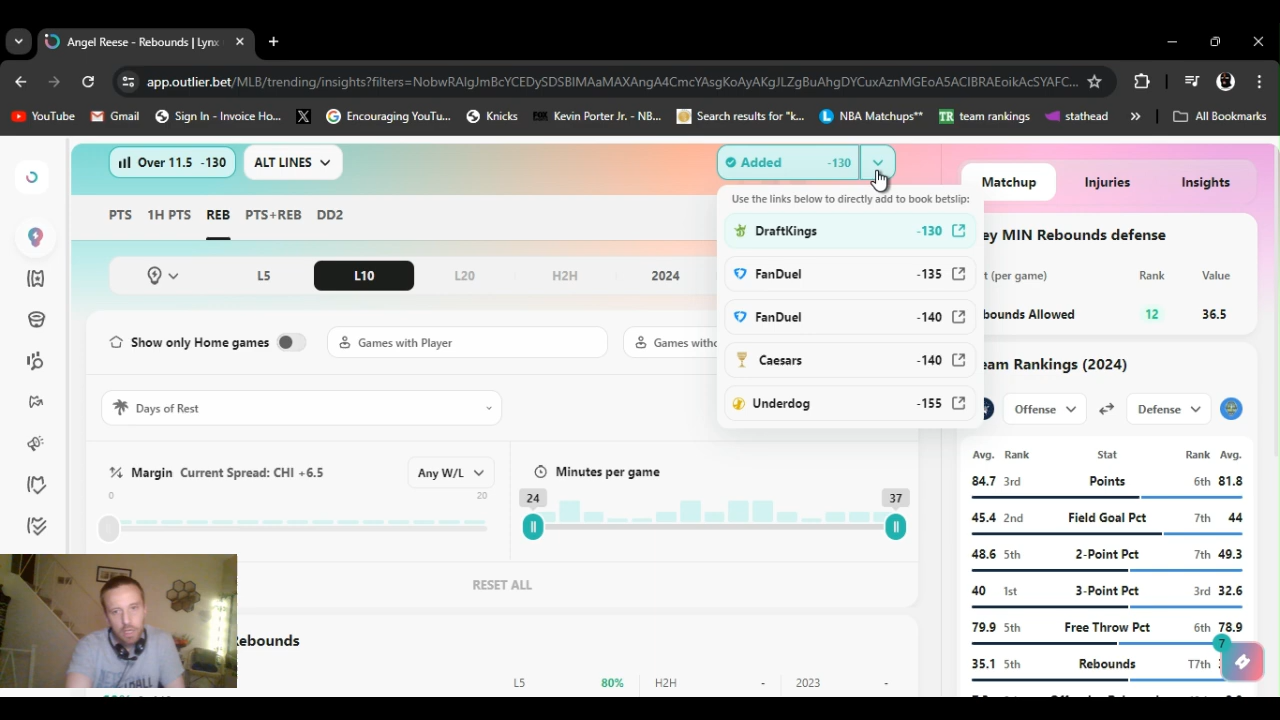 Angel Reese - Rebounds | Lynx
app.outlier.bet/MLB/trending/insights?filters=NobwRAlgJmBcYCEDySDSBIMAaMAXAngA4CmcYAsgKoAyAKgJLZgBuAhgDYCuxAznMGEoA5ACIBRAEoikAcSYAFC...
YouTube
Gmail
Sign In - Invoice Ho...
Encouraging YouTu...
Knicks
Kevin Porter Jr. - NB...
Search results for "k...
NBA Matchups**
team rankings
stathead
»
All Bookmarks
Over 11.5 -130
ALT LINES
Added -130
Matchup Injuries Insights
Use the links below to directly add to book betslip:
PTS 1H PTS REB PTS+REB DD2
DraftKings -130
FanDuel -135
FanDuel -140
Caesars -140
Underdog -155
ey MIN Rebounds defense
t (per game) Rank Value
bounds Allowed 12 36.5
L5 L10 L20 H2H 2024
Show only Home games
Games with Player
Games witho
eam Rankings (2024)
Days of Rest
Offense Defense
Margin Current Spread: CHI +6.5
Any W/L
0 20
Minutes per game
24 37
Avg. Rank Stat Rank Avg.
84.7 3rd Points 6th 81.8
45.4 2nd Field Goal Pct 7th 44
48.6 5th 2-Point Pct 7th 49.3
40 1st 3-Point Pct 3rd 32.6
79.9 5th Free Throw Pct 6th 78.9
35.1 5th Rebounds T7th
7
RESET ALL
Rebounds
L5 80% H2H - 2023 -